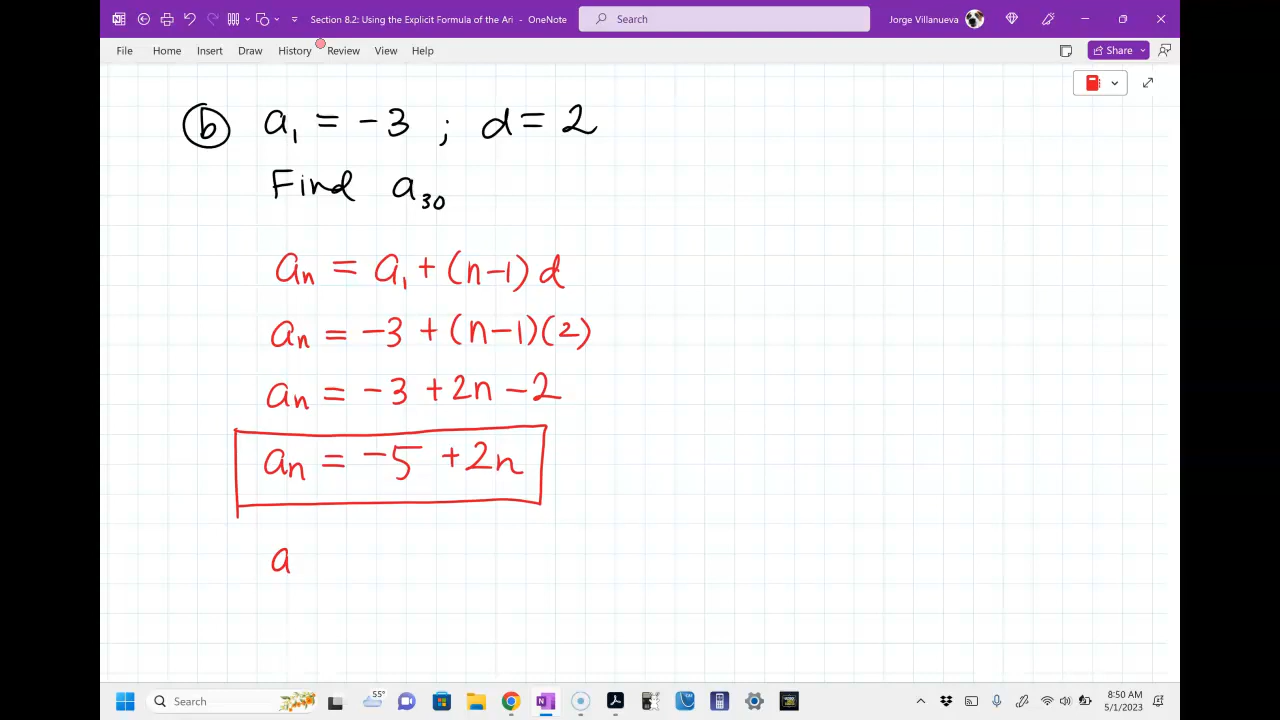 Section 8.2: Using the Explicit Formula of the Ari - OneNote
Search
Jorge Villanueva
File Home Insert Draw History Review View Help
Share
b a₁ = -3 ; d = 2
Find a₃₀
aₙ = a₁ + (n-1) d
aₙ = -3 + (n-1)(2)
aₙ = -3 + 2n - 2
aₙ = -5 + 2n
a
Search
55°
8:50 AM
5/1/2023